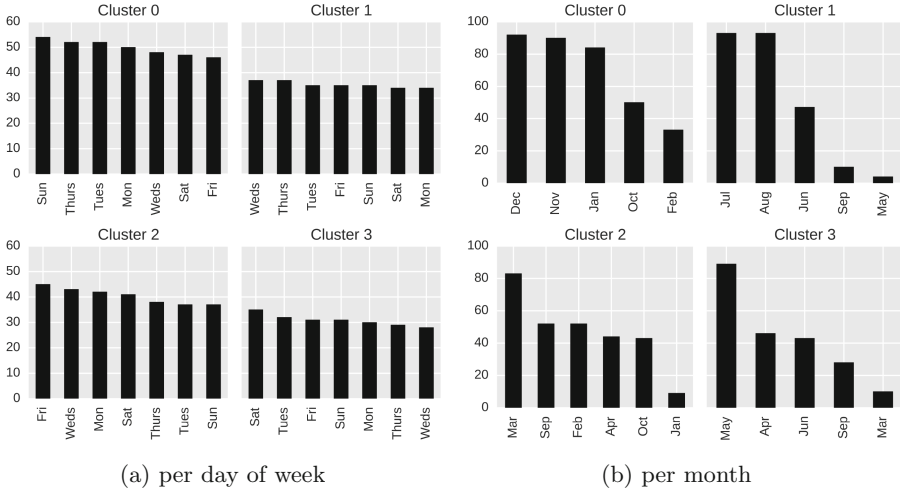 Cluster 0
Cluster 1
60
50
40
30
20
10
0
Sun Thurs Tues Mon Weds Sat Fri
Weds Thurs Tues Fri Sun Sat Mon
Cluster 2
Cluster 3
60
50
40
30
20
10
0
Fri Weds Mon Sat Thurs Tues Sun
Sat Tues Fri Sun Mon Thurs Weds
(a) per day of week
Cluster 0
Cluster 1
100
80
60
40
20
0
Dec Nov Jan Oct Feb
Jul Aug Jun Sep May
Cluster 2
Cluster 3
100
80
60
40
20
0
Mar Sep Feb Apr Oct Jan
May Apr Jun Sep Mar
(b) per month